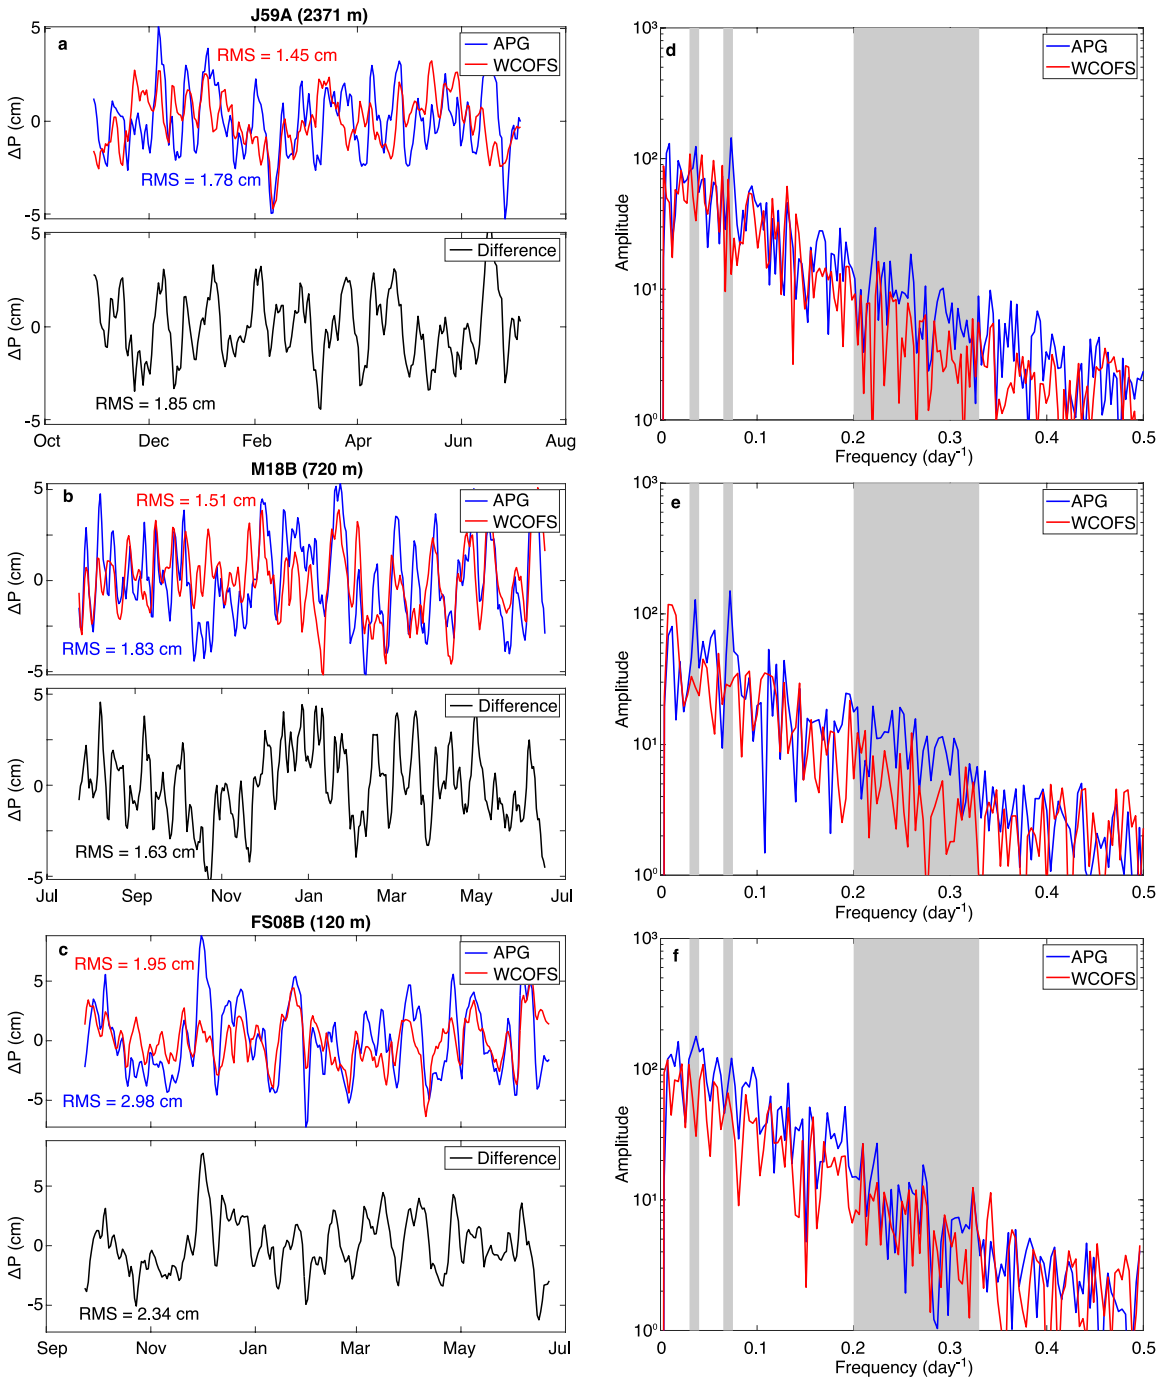 J59A (2371 m)
a
5
0
-5
ΔP (cm)
RMS = 1.45 cm
RMS = 1.78 cm
APG
WCOFS
5
0
-5
ΔP (cm)
Difference
RMS = 1.85 cm
Oct
Dec
Feb
Apr
Jun
Aug
d
10³
10²
10¹
10⁰
Amplitude
APG
WCOFS
0
0.1
0.2
0.3
0.4
0.5
Frequency (day⁻¹)
M18B (720 m)
b
5
0
-5
ΔP (cm)
RMS = 1.51 cm
RMS = 1.83 cm
APG
WCOFS
5
0
-5
ΔP (cm)
Difference
RMS = 1.63 cm
Jul
Sep
Nov
Jan
Mar
May
Jul
e
10³
10²
10¹
10⁰
Amplitude
APG
WCOFS
0
0.1
0.2
0.3
0.4
0.5
Frequency (day⁻¹)
FS08B (120 m)
c
5
0
-5
ΔP (cm)
RMS = 1.95 cm
RMS = 2.98 cm
APG
WCOFS
5
0
-5
ΔP (cm)
Difference
RMS = 2.34 cm
Sep
Nov
Jan
Mar
May
Jul
f
10³
10²
10¹
10⁰
Amplitude
APG
WCOFS
0
0.1
0.2
0.3
0.4
0.5
Frequency (day⁻¹)